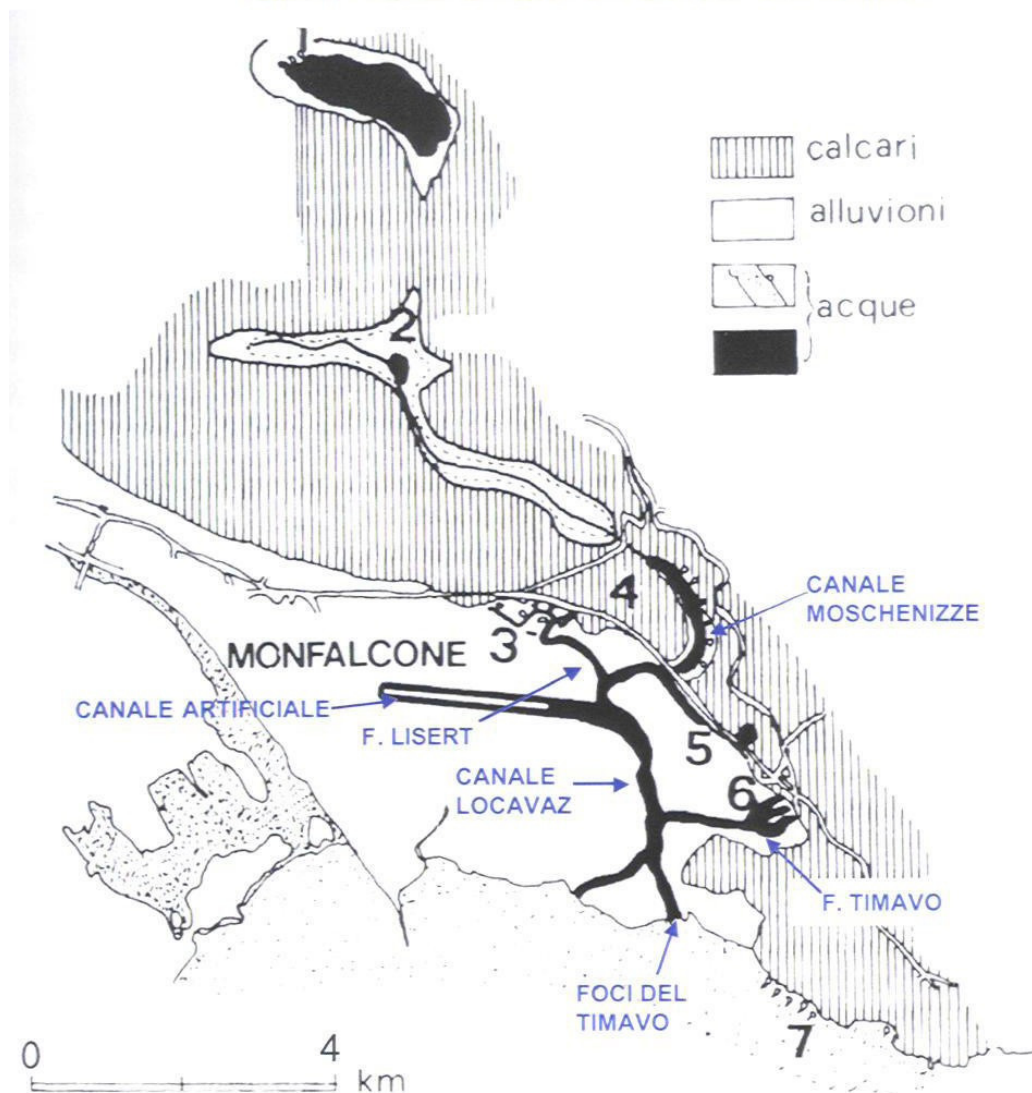 calcari
alluvioni
acque
2
4
CANALE
MOSCHENIZZE
3
MONFALCONE
CANALE ARTIFICIALE
F. LISERT
5
CANALE
LOCAVAZ
6
F. TIMAVO
FOCI DEL
TIMAVO
7
0
4
km